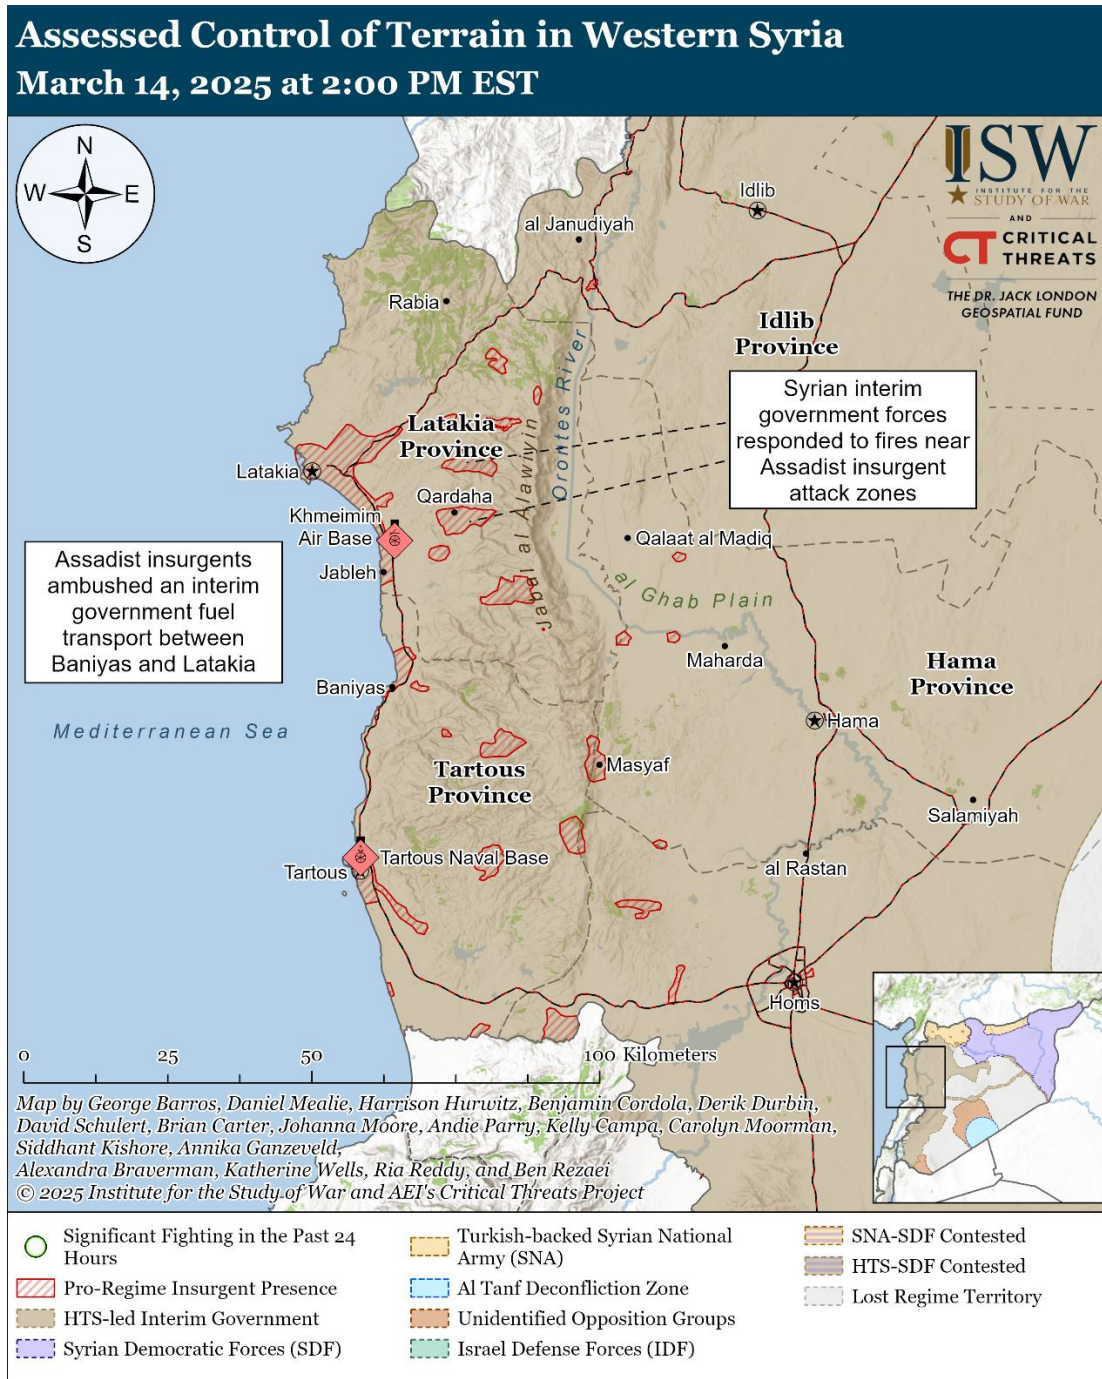 Assessed Control of Terrain in Western Syria
March 14, 2025 at 2:00 PM EST
N
W
E
S
ISW
INSTITUTE FOR THE
STUDY OF WAR
AND
CT
CRITICAL
THREATS
THE DR. JACK LONDON
GEOSPATIAL FUND
Idlib
al Janudiyah
Rabia
Idlib
Province
Orontes River
Syrian interim
government forces
responded to fires near
Assadist insurgent
attack zones
Latakia
Province
Latakia
Qardaha
Jabal al Alawiwin
Khmeimim
Air Base
Qalaat al Madiq
Assadist insurgents
ambushed an interim
government fuel
transport between
Baniyas and Latakia
Jableh
al Ghab Plain
Maharda
Hama
Province
Baniyas
Mediterranean Sea
Hama
Masyaf
Tartous
Province
Salamiyah
Tartous Naval Base
Tartous
al Rastan
Homs
0
25
50
100 Kilometers
Map by George Barros, Daniel Mealie, Harrison Hurwitz, Benjamin Cordola, Derik Durbin,
David Schulert, Brian Carter, Johanna Moore, Andie Parry, Kelly Campa, Carolyn Moorman,
Siddhant Kishore, Annika Ganzeveld,
Alexandra Braverman, Katherine Wells, Ria Reddy, and Ben Rezaei
© 2025 Institute for the Study of War and AEI's Critical Threats Project
Significant Fighting in the Past 24
Hours
Pro-Regime Insurgent Presence
HTS-led Interim Government
Syrian Democratic Forces (SDF)
Turkish-backed Syrian National
Army (SNA)
Al Tanf Deconfliction Zone
Unidentified Opposition Groups
Israel Defense Forces (IDF)
SNA-SDF Contested
HTS-SDF Contested
Lost Regime Territory